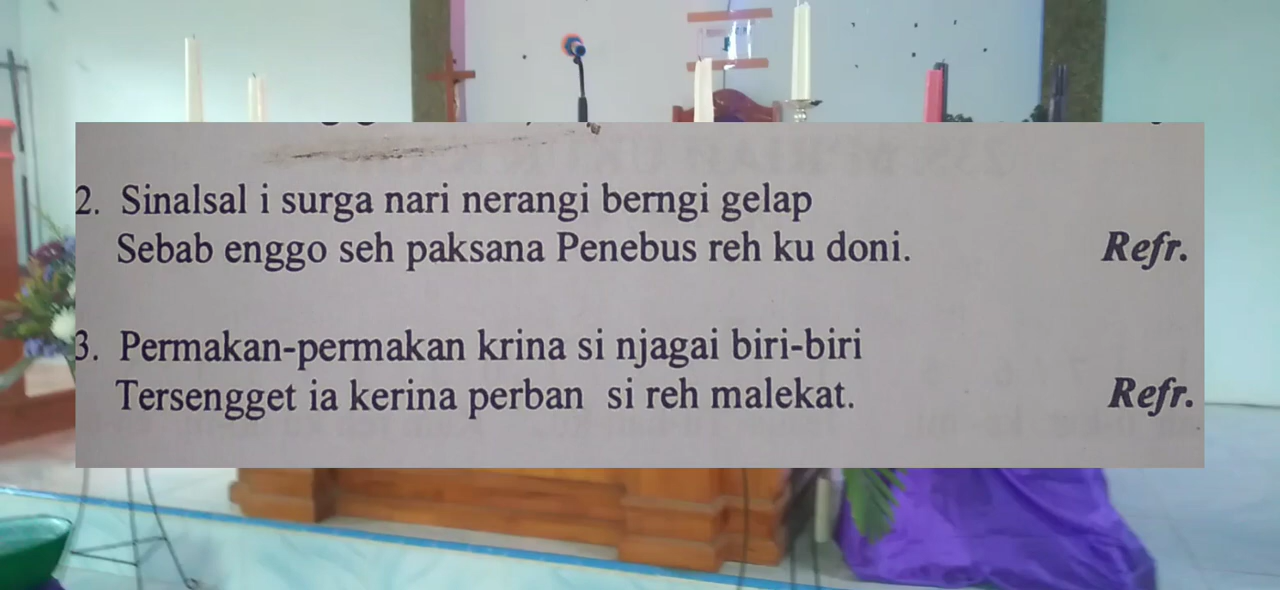 2. Sinalsal i surga nari nerangi berngi gelap
Sebab enggo seh paksana Penebus reh ku doni. Refr.
3. Permakan-permakan krina si njagai biri-biri
Tersengget ia kerina perban si reh malekat. Refr.